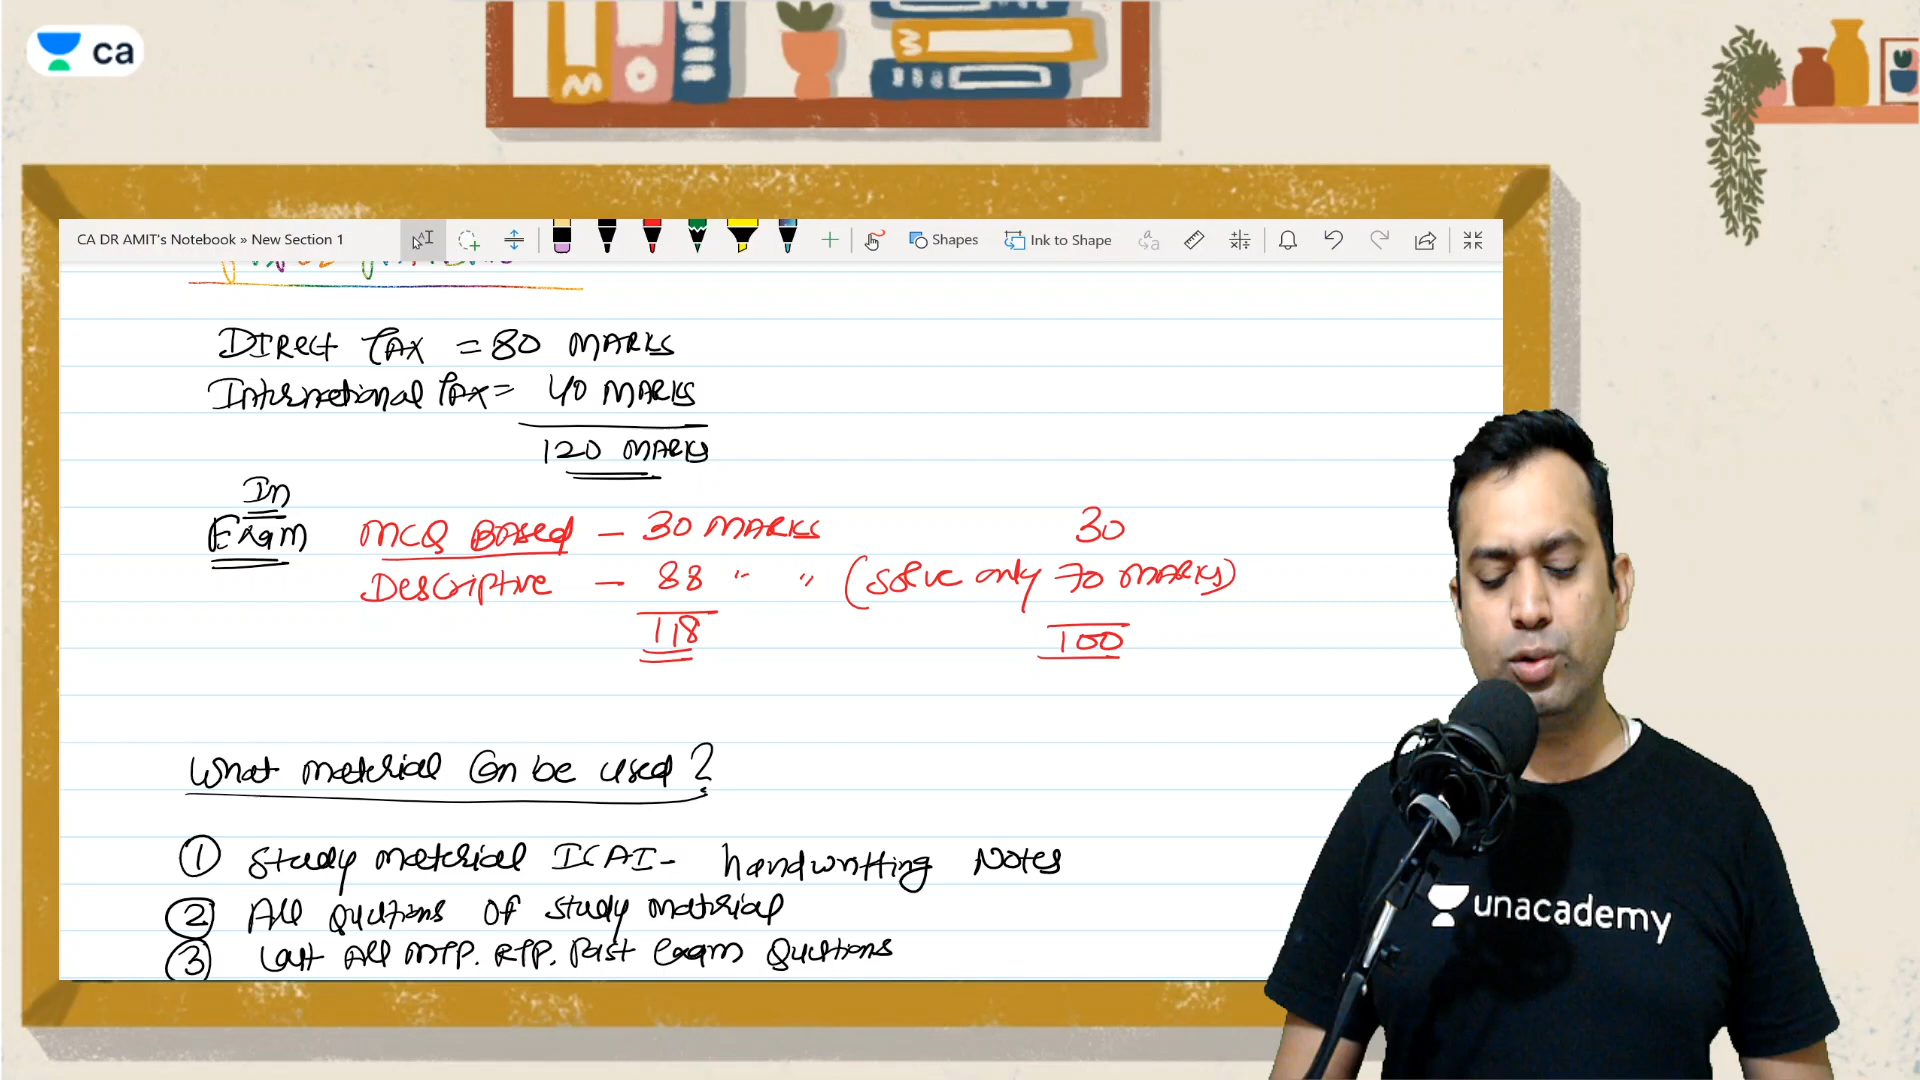 ca
CA DR AMIT's Notebook » New Section 1
Shapes
Ink to Shape
DIRect TAX = 80 MARKS
International TAX = 40 MARKS
120 MARKS
In
Exam
MCQ BASed - 30 MARKS 30
Descriptive - 88 " " (solve only 70 MARKS)
118 100
What material Can be used?
① Study material ICAI - handwritting Notes
② All Qutions Of study material
③ Last All MTP. RTP. Past Exam Qustions
unacademy